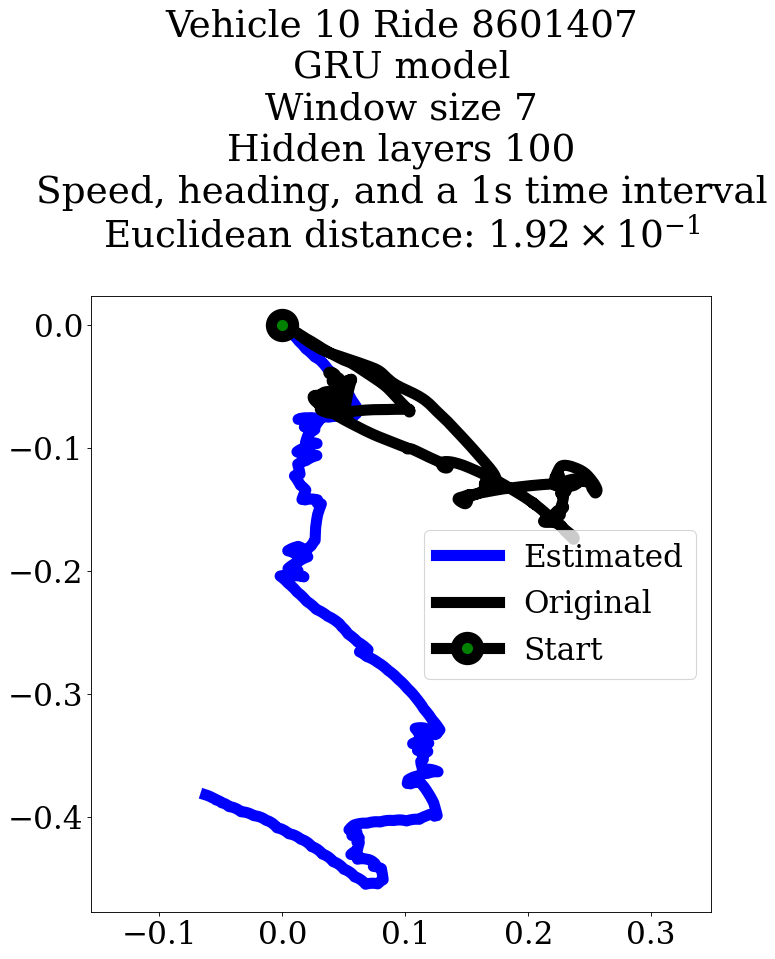 Vehicle 10 Ride 8601407
GRU model
Window size 7
Hidden layers 100
Speed, heading, and a 1s time interval
Euclidean distance: 1.92 × 10⁻¹
0.0
−0.1
−0.2
−0.3
−0.4
Estimated
Original
Start
−0.1 0.0 0.1 0.2 0.3